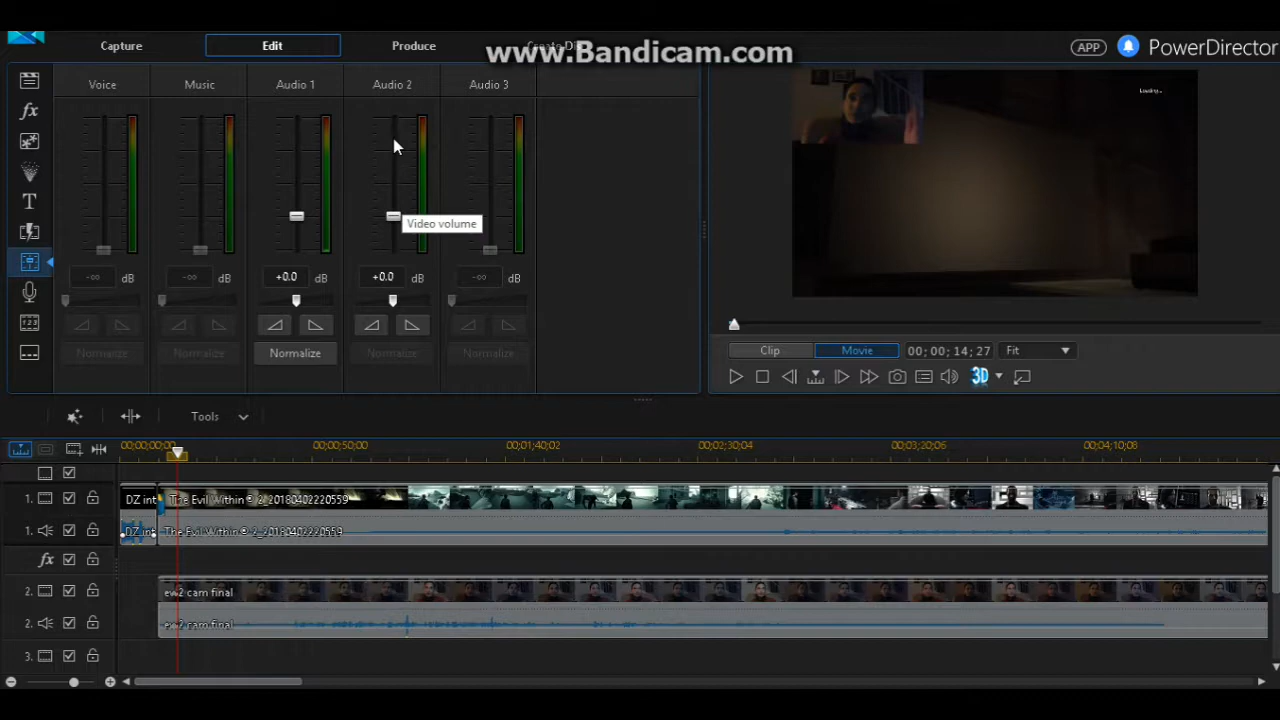 Capture
Edit
Produce
www.Bandicam.com
APP
PowerDirector
Voice
Music
Audio 1
Audio 2
Audio 3
Loading...
Video volume
-∞ dB
-∞ dB
+0.0 dB
+0.0 dB
-∞ dB
Normalize
Normalize
Normalize
Normalize
Normalize
Clip
Movie
00; 00; 14; 27
Fit
3D
Tools
00;00;00;00
00;00;50;00
00;01;40;02
00;02;30;04
00;03;20;06
00;04;10;08
1.
DZ int
The Evil Within® 2_20180402220559
1.
DZ int
The Evil Within® 2_20180402220559
fx
2.
ew2 cam final
2.
ew2 cam final
3.